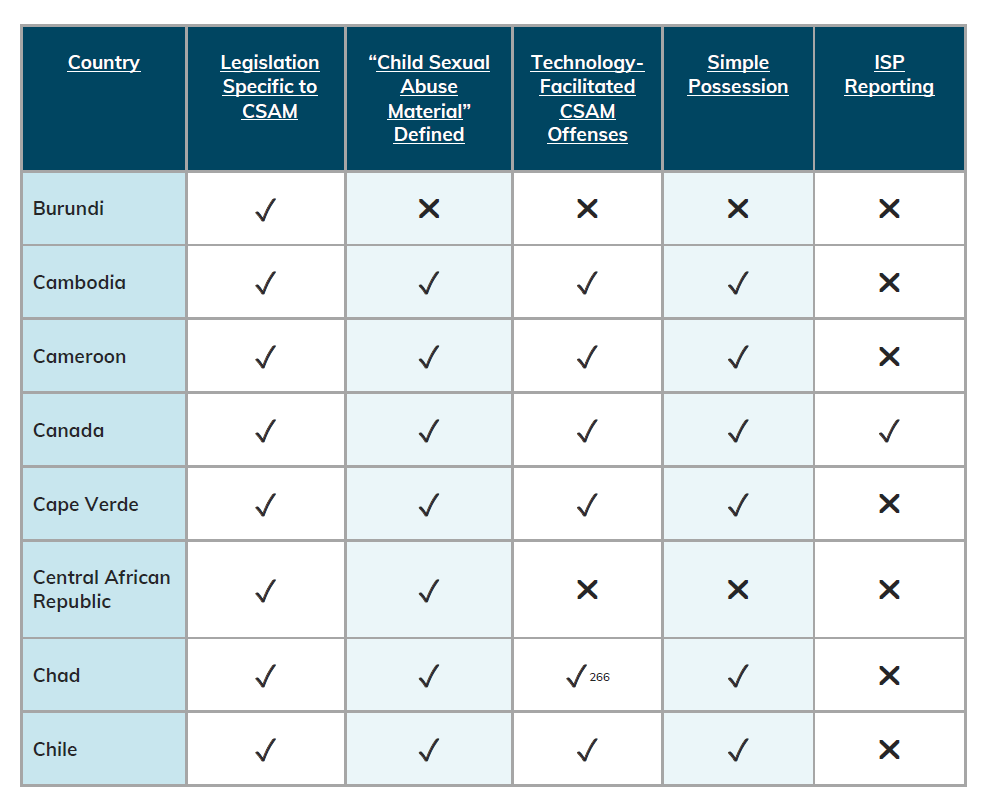 Country
Legislation
Specific to
CSAM
“Child Sexual
Abuse
Material”
Defined
Technology-
Facilitated
CSAM
Offenses
Simple
Possession
ISP
Reporting
Burundi ✓ ✕ ✕ ✕ ✕
Cambodia ✓ ✓ ✓ ✓ ✕
Cameroon ✓ ✓ ✓ ✓ ✕
Canada ✓ ✓ ✓ ✓ ✓
Cape Verde ✓ ✓ ✓ ✓ ✕
Central African
Republic ✓ ✓ ✕ ✕ ✕
Chad ✓ ✓ ✓266 ✓ ✕
Chile ✓ ✓ ✓ ✓ ✕